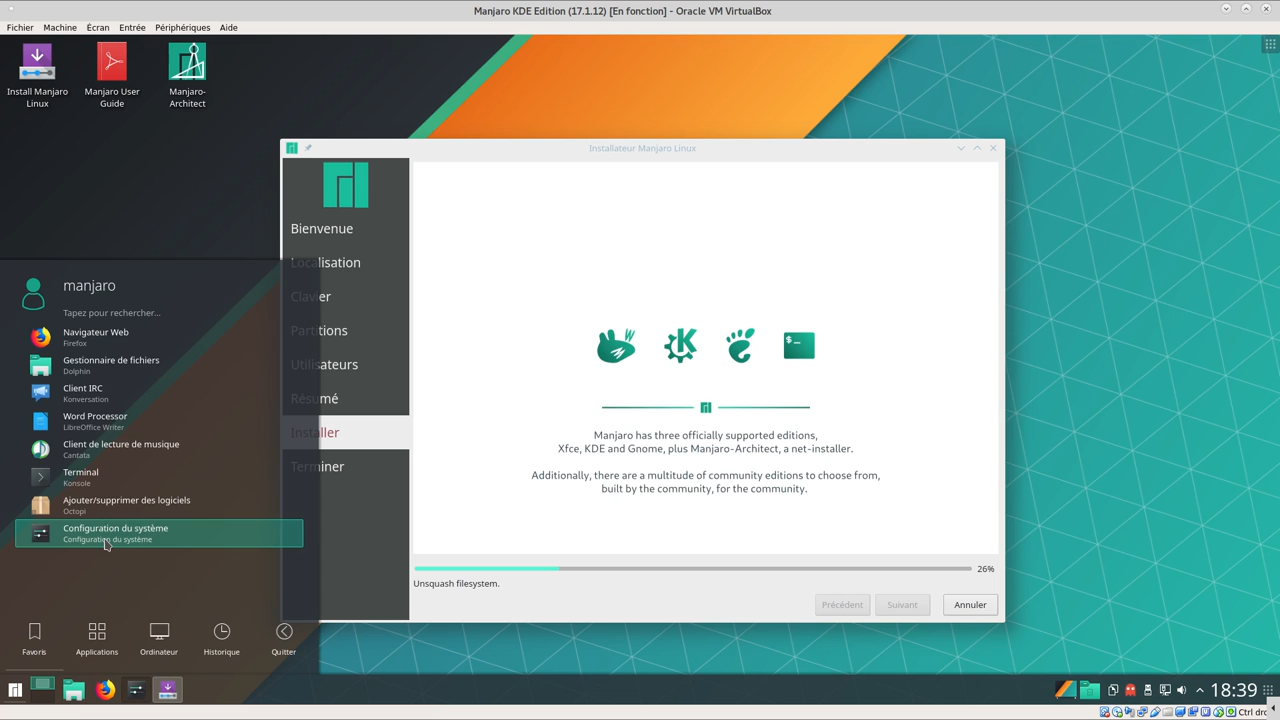 Manjaro KDE Edition (17.1.12) [En fonction] - Oracle VM VirtualBox
Fichier Machine Écran Entrée Périphériques Aide
Install Manjaro Linux
Manjaro User Guide
Manjaro-Architect
Installateur Manjaro Linux
Bienvenue
Localisation
Clavier
Partitions
Utilisateurs
Résumé
Installer
Terminer
$_
Manjaro has three officially supported editions,
Xfce, KDE and Gnome, plus Manjaro-Architect, a net-installer.
Additionally, there are a multitude of community editions to choose from,
built by the community, for the community.
26%
Unsquash filesystem.
Précédent Suivant Annuler
manjaro
Tapez pour rechercher...
Navigateur Web
Firefox
Gestionnaire de fichiers
Dolphin
Client IRC
Konversation
Word Processor
LibreOffice Writer
Client de lecture de musique
Cantata
Terminal
Konsole
Ajouter/supprimer des logiciels
Octopi
Configuration du système
Configuration du système
Favoris Applications Ordinateur Historique Quitter
18:39
Ctrl dro